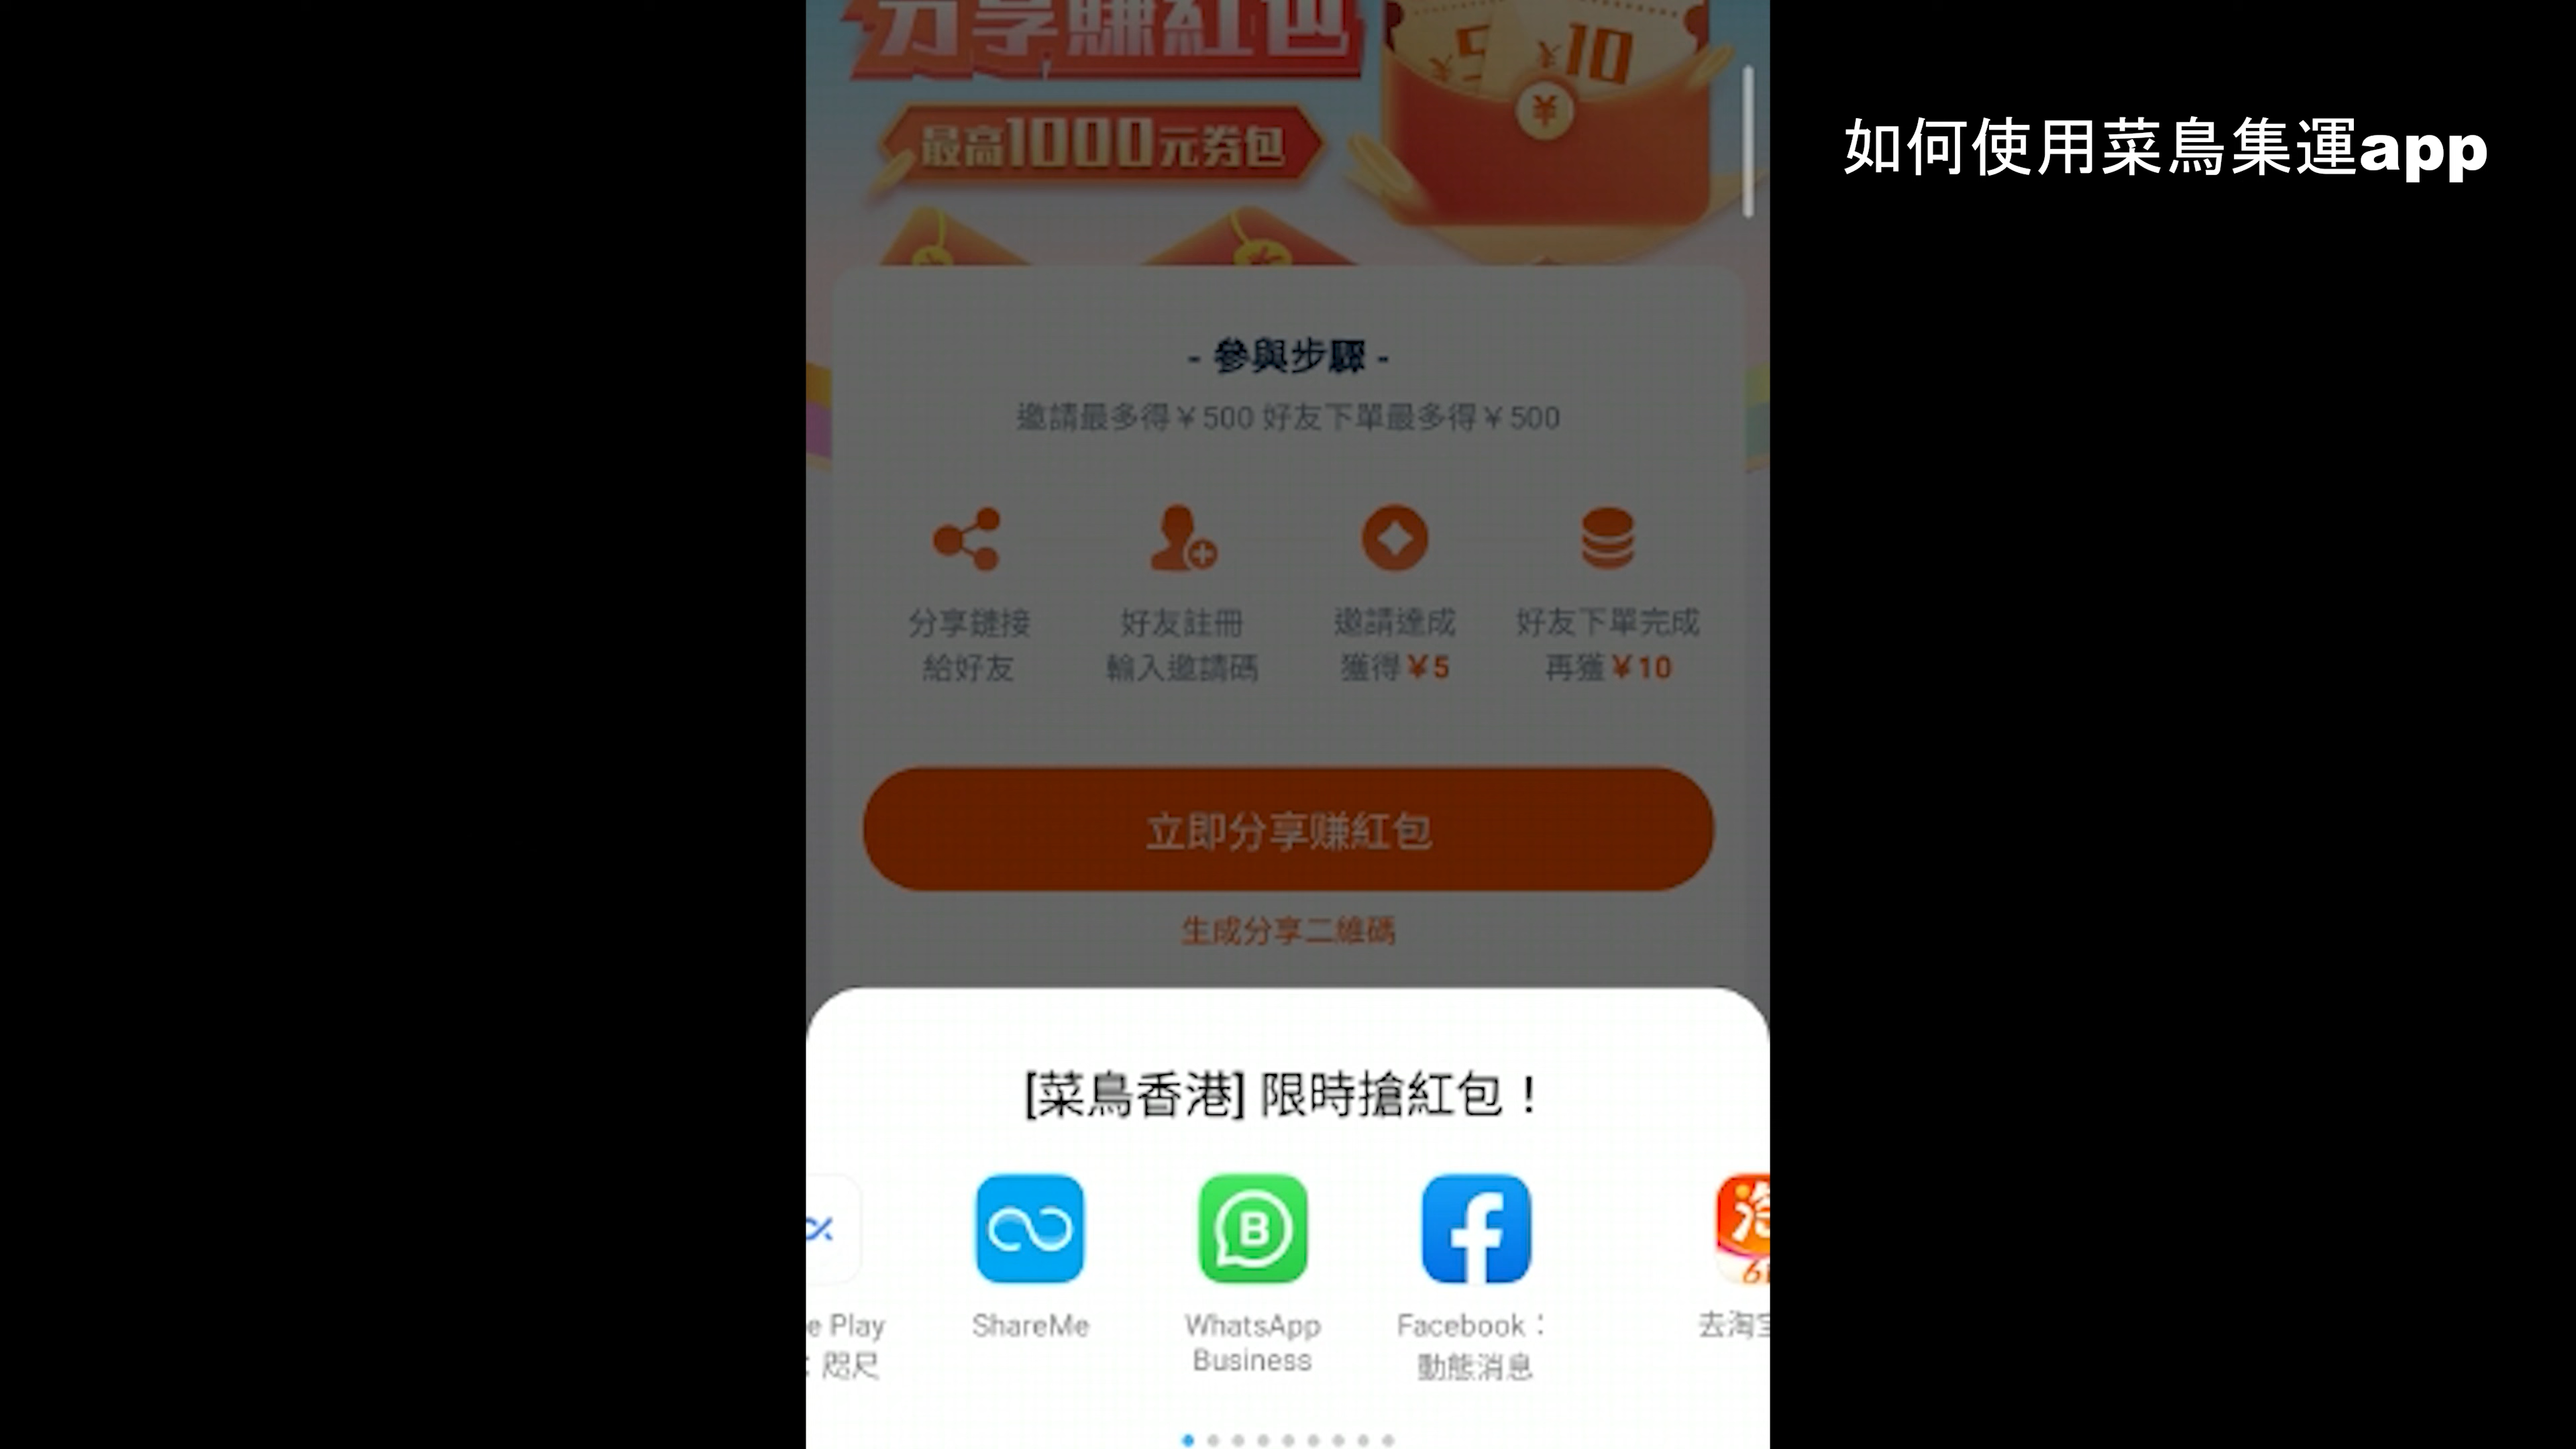 分享賺紅包
¥5 ¥10
¥
最高1000元券包
如何使用菜鳥集運app
- 參與步驟 -
邀請最多得¥500 好友下單最多得¥500
分享鏈接
給好友
好友註冊
輸入邀請碼
邀請達成
獲得¥5
好友下單完成
再獲¥10
立即分享賺紅包
生成分享二維碼
[菜鳥香港] 限時搶紅包！
ShareMe
WhatsApp
Business
Facebook：
動態消息
e Play
：咫尺
去淘